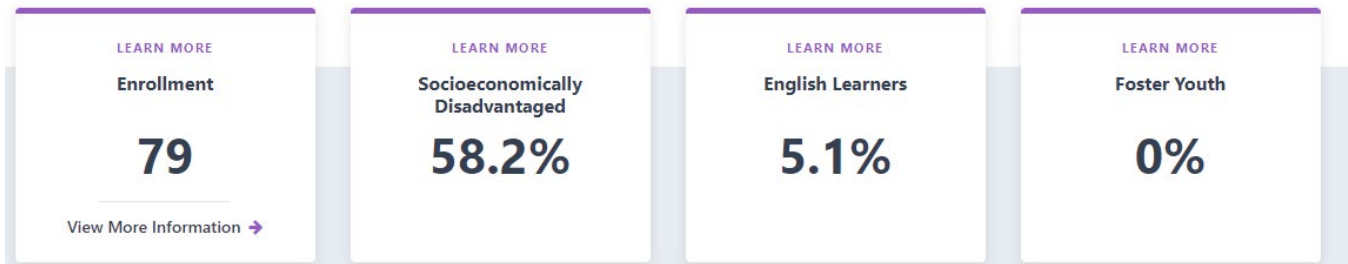 LEARN MORE
Enrollment
79
View More Information
LEARN MORE
Socioeconomically
Disadvantaged
58.2%
LEARN MORE
English Learners
5.1%
LEARN MORE
Foster Youth
0%